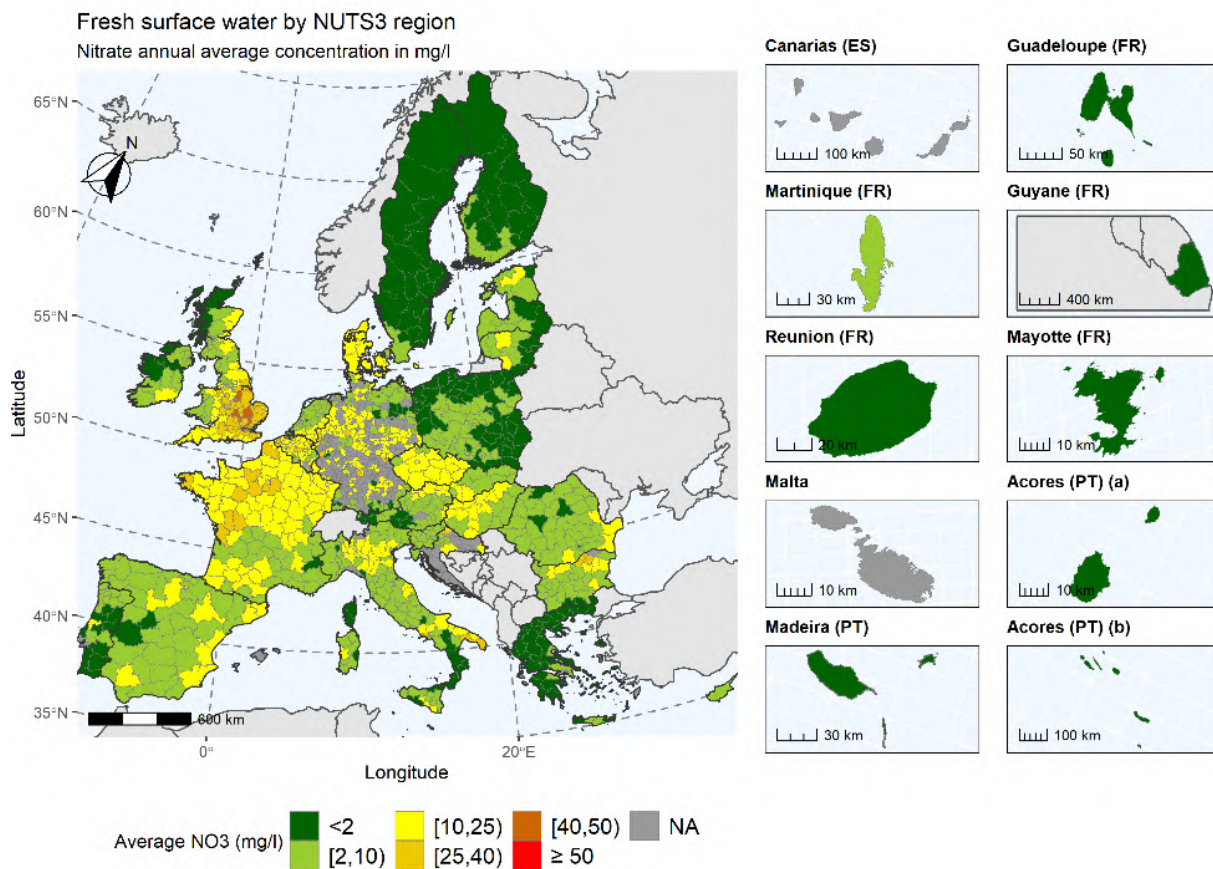 Fresh surface water by NUTS3 region
Nitrate annual average concentration in mg/l
65°N
60°N
55°N
50°N
45°N
40°N
35°N
Latitude
N
600 km
0°
20°E
Longitude
Canarias (ES)
100 km
Guadeloupe (FR)
50 km
Martinique (FR)
30 km
Guyane (FR)
400 km
Reunion (FR)
20 km
Mayotte (FR)
10 km
Malta
10 km
Acores (PT) (a)
10 km
Madeira (PT)
30 km
Acores (PT) (b)
100 km
Average NO3 (mg/l)
<2
[10,25)
[40,50)
NA
[2,10)
[25,40)
≥ 50